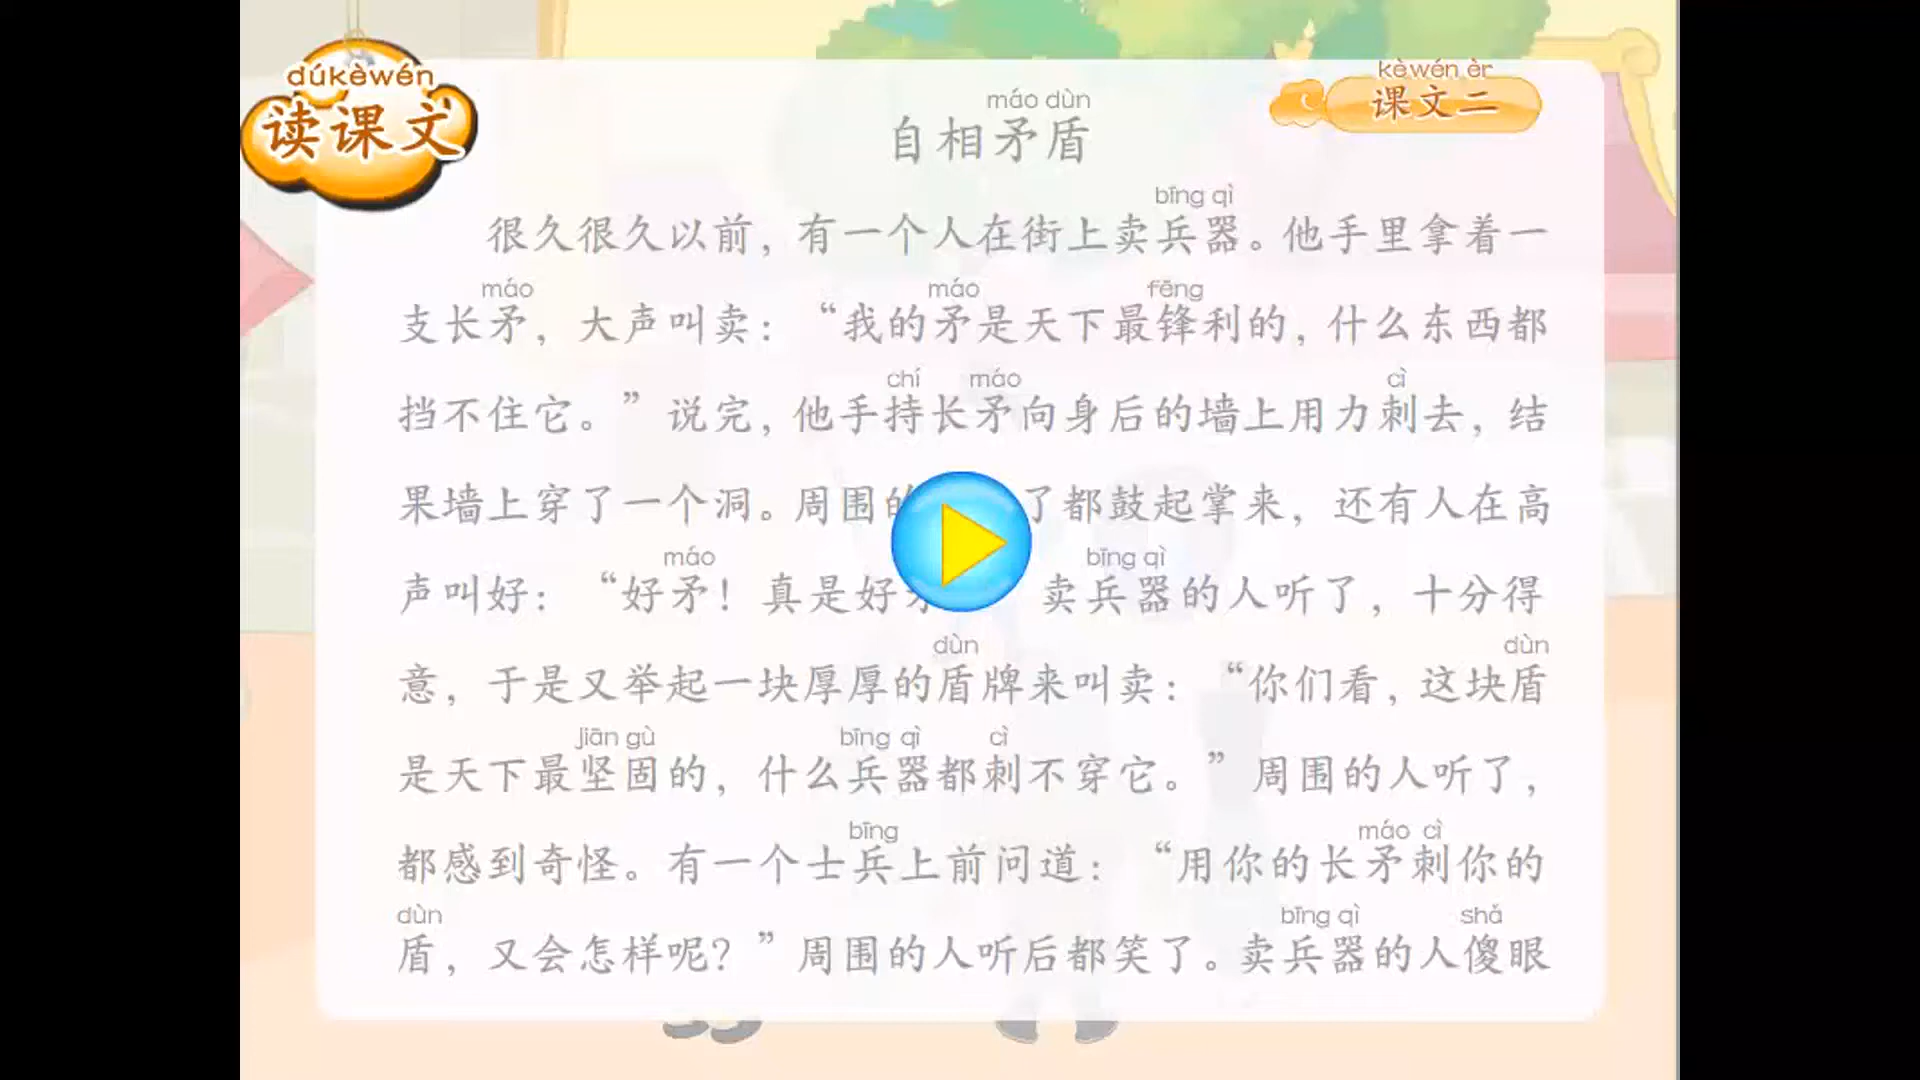 dúkèwén
读课文
kèwén èr
课文二
máo dùn
自相矛盾
bīng qì
很久很久以前，有一个人在街上卖兵器。他手里拿着一
máo máo fēng
支长矛，大声叫卖：“我的矛是天下最锋利的，什么东西都
chí máo cì
挡不住它。”说完，他手持长矛向身后的墙上用力刺去，结
果墙上穿了一个洞。周围的 了都鼓起掌来，还有人在高
máo bīng qì
声叫好：“好矛！真是好 卖兵器的人听了，十分得
dùn dùn
意，于是又举起一块厚厚的盾牌来叫卖：“你们看，这块盾
jiān gù bīng qì cì
是天下最坚固的，什么兵器都刺不穿它。”周围的人听了，
bīng máo cì
都感到奇怪。有一个士兵上前问道：“用你的长矛刺你的
dùn bīng qì shǎ
盾，又会怎样呢？”周围的人听后都笑了。卖兵器的人傻眼